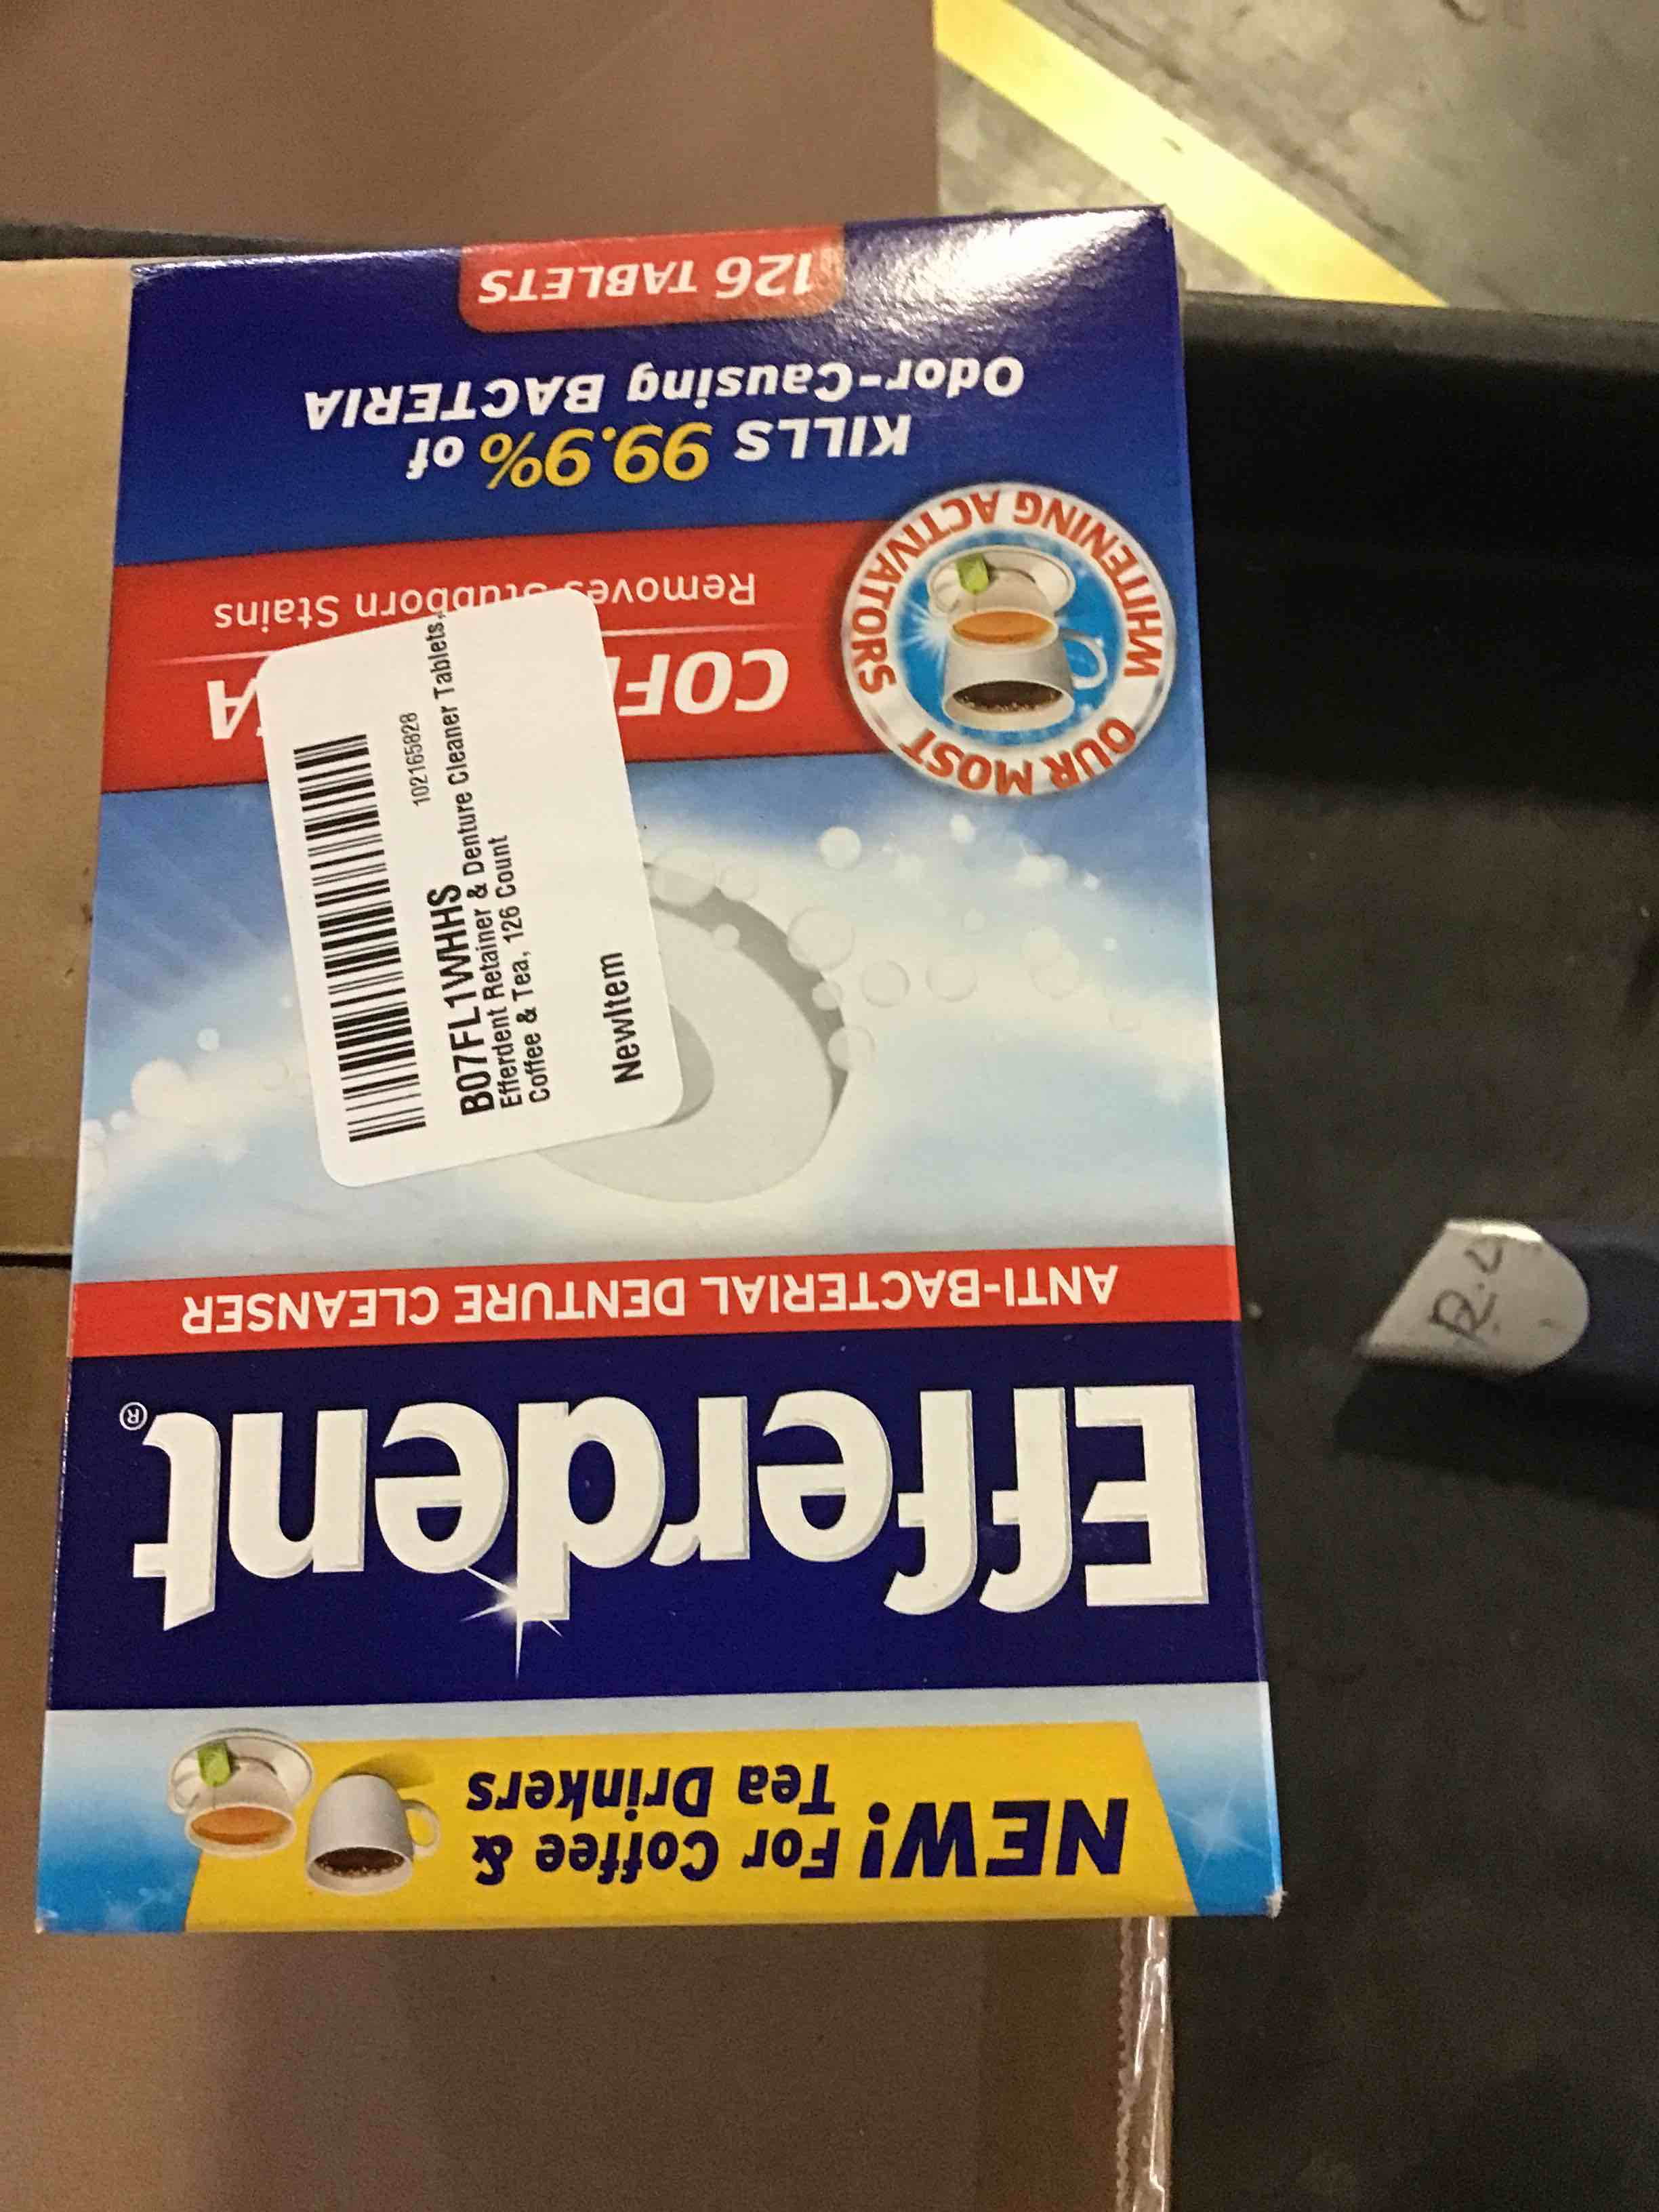 NEW! For Coffee &
Tea Drinkers
Efferdent®
ANTI-BACTERIAL DENTURE CLEANSER
OUR MOST
WHITENING ACTIVATORS
Removes Stubborn Stains
KILLS 99.9% of
Odor-Causing BACTERIA
126 TABLETS
102165828
B07FL1WHHS
Efferdent Retainer & Denture Cleaner Tablets,
Coffee & Tea, 126 Count
NewItem